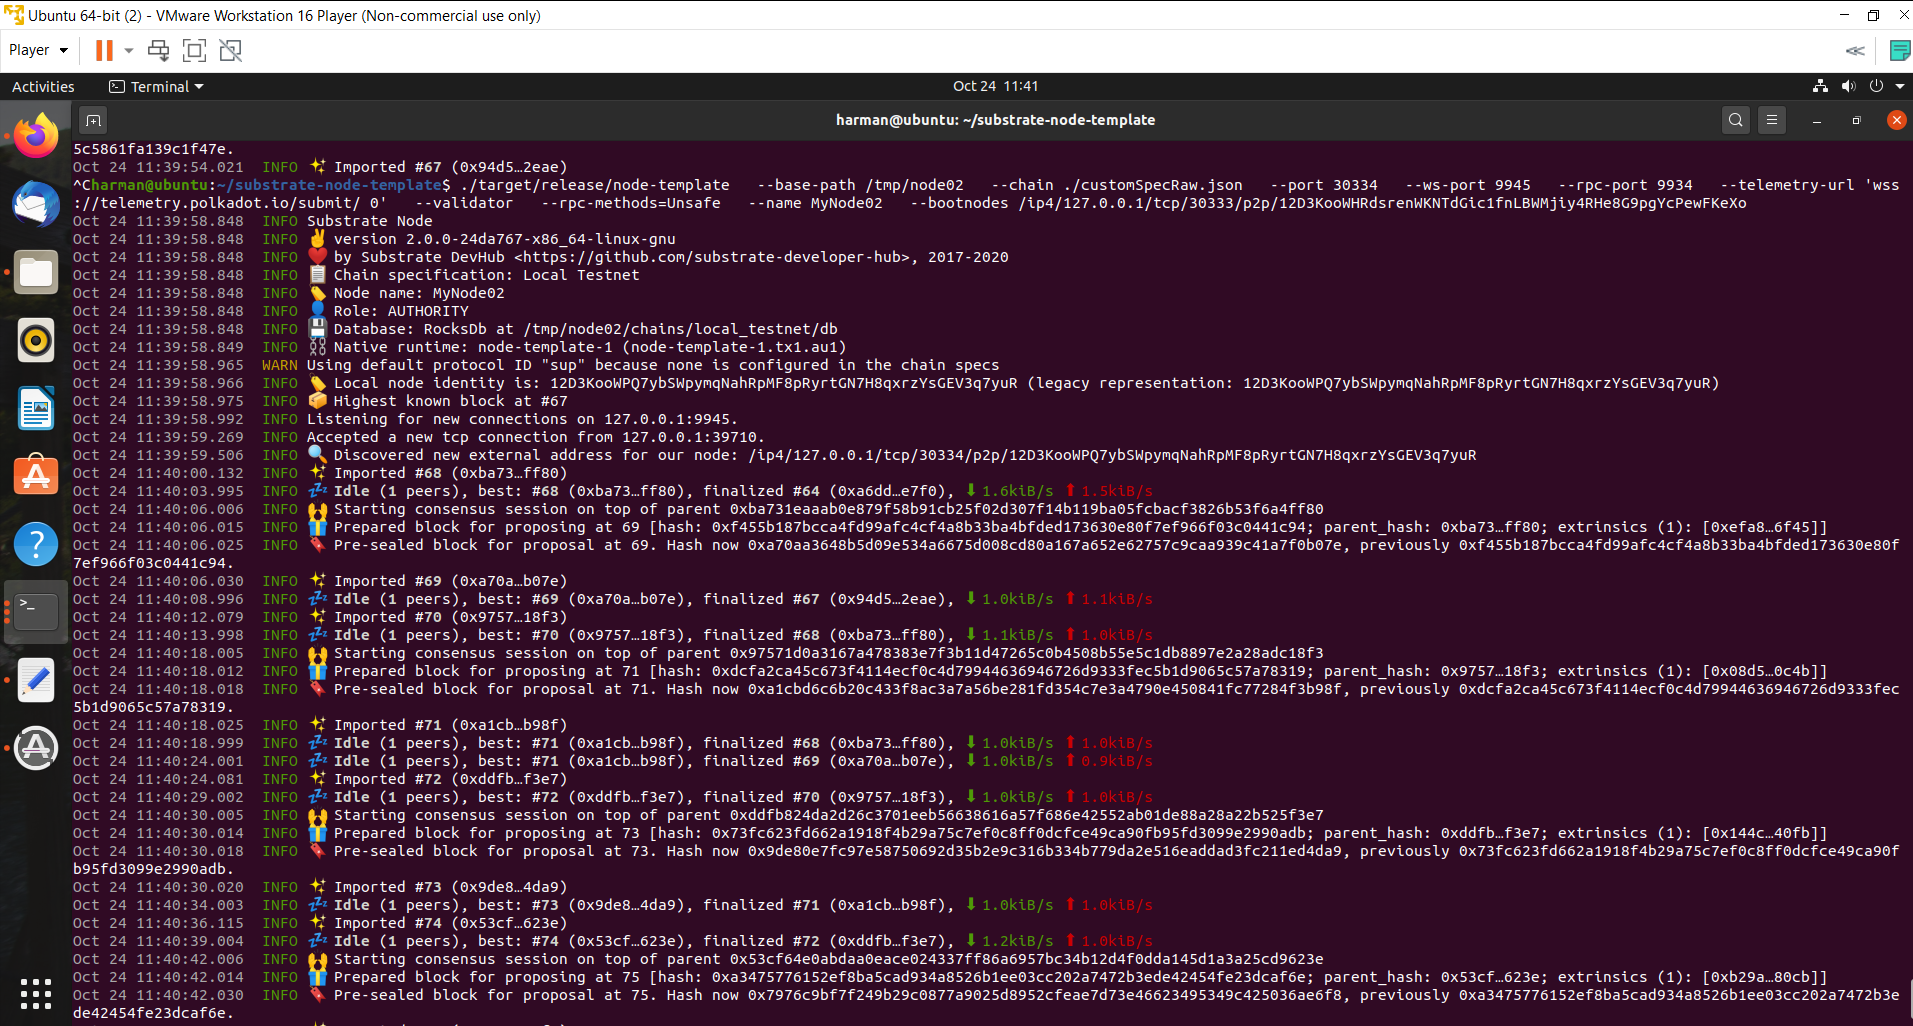 Ubuntu 64-bit (2) - VMware Workstation 16 Player (Non-commercial use only)
Player
Activities
Terminal
Oct 24 11:41
harman@ubuntu: ~/substrate-node-template
5c5861fa139c1f47e.
Oct 24 11:39:54.021 INFO ✨ Imported #67 (0x94d5…2eae)
^Charman@ubuntu:~/substrate-node-template$ ./target/release/node-template --base-path /tmp/node02 --chain ./customSpecRaw.json --port 30334 --ws-port 9945 --rpc-port 9934 --telemetry-url 'wss
://telemetry.polkadot.io/submit/ 0' --validator --rpc-methods=Unsafe --name MyNode02 --bootnodes /ip4/127.0.0.1/tcp/30333/p2p/12D3KooWHRdsrenWKNTdGic1fnLBWMjiy4RHe8G9pgYcPewFKeXo
Oct 24 11:39:58.848 INFO Substrate Node
Oct 24 11:39:58.848 INFO ✌️ version 2.0.0-24da767-x86_64-linux-gnu
Oct 24 11:39:58.848 INFO ❤️ by Substrate DevHub <https://github.com/substrate-developer-hub>, 2017-2020
Oct 24 11:39:58.848 INFO 📋 Chain specification: Local Testnet
Oct 24 11:39:58.848 INFO 🏷 Node name: MyNode02
Oct 24 11:39:58.848 INFO 👤 Role: AUTHORITY
Oct 24 11:39:58.848 INFO 💾 Database: RocksDb at /tmp/node02/chains/local_testnet/db
Oct 24 11:39:58.849 INFO ⛓ Native runtime: node-template-1 (node-template-1.tx1.au1)
Oct 24 11:39:58.965 WARN Using default protocol ID "sup" because none is configured in the chain specs
Oct 24 11:39:58.966 INFO 🏷 Local node identity is: 12D3KooWPQ7ybSWpymqNahRpMF8pRyrtGN7H8qxrzYsGEV3q7yuR (legacy representation: 12D3KooWPQ7ybSWpymqNahRpMF8pRyrtGN7H8qxrzYsGEV3q7yuR)
Oct 24 11:39:58.975 INFO 📦 Highest known block at #67
Oct 24 11:39:58.992 INFO Listening for new connections on 127.0.0.1:9945.
Oct 24 11:39:59.269 INFO Accepted a new tcp connection from 127.0.0.1:39710.
Oct 24 11:39:59.506 INFO 🔍 Discovered new external address for our node: /ip4/127.0.0.1/tcp/30334/p2p/12D3KooWPQ7ybSWpymqNahRpMF8pRyrtGN7H8qxrzYsGEV3q7yuR
Oct 24 11:40:00.132 INFO ✨ Imported #68 (0xba73…ff80)
Oct 24 11:40:03.995 INFO 💤 Idle (1 peers), best: #68 (0xba73…ff80), finalized #64 (0xa6dd…e7f0), ⬇ 1.6kiB/s ⬆ 1.5kiB/s
Oct 24 11:40:06.006 INFO 🙌 Starting consensus session on top of parent 0xba731eaaab0e879f58b91cb25f02d307f14b119ba05fcbacf3826b53f6a4ff80
Oct 24 11:40:06.015 INFO 🎁 Prepared block for proposing at 69 [hash: 0xf455b187bcca4fd99afc4cf4a8b33ba4bfded173630e80f7ef966f03c0441c94; parent_hash: 0xba73…ff80; extrinsics (1): [0xefa8…6f45]]
Oct 24 11:40:06.025 INFO 🔖 Pre-sealed block for proposal at 69. Hash now 0xa70aa3648b5d09e534a6675d008cd80a167a652e62757c9caa939c41a7f0b07e, previously 0xf455b187bcca4fd99afc4cf4a8b33ba4bfded173630e80f
7ef966f03c0441c94.
Oct 24 11:40:06.030 INFO ✨ Imported #69 (0xa70a…b07e)
Oct 24 11:40:08.996 INFO 💤 Idle (1 peers), best: #69 (0xa70a…b07e), finalized #67 (0x94d5…2eae), ⬇ 1.0kiB/s ⬆ 1.1kiB/s
Oct 24 11:40:12.079 INFO ✨ Imported #70 (0x9757…18f3)
Oct 24 11:40:13.998 INFO 💤 Idle (1 peers), best: #70 (0x9757…18f3), finalized #68 (0xba73…ff80), ⬇ 1.1kiB/s ⬆ 1.0kiB/s
Oct 24 11:40:18.005 INFO 🙌 Starting consensus session on top of parent 0x97571d0a3167a478383e7f3b11d47265c0b4508b55e5c1db8897e2a28adc18f3
Oct 24 11:40:18.012 INFO 🎁 Prepared block for proposing at 71 [hash: 0xdcfa2ca45c673f4114ecf0c4d79944636946726d9333fec5b1d9065c57a78319; parent_hash: 0x9757…18f3; extrinsics (1): [0x08d5…0c4b]]
Oct 24 11:40:18.018 INFO 🔖 Pre-sealed block for proposal at 71. Hash now 0xa1cbd6c6b20c433f8ac3a7a56be281fd354c7e3a4790e450841fc77284f3b98f, previously 0xdcfa2ca45c673f4114ecf0c4d79944636946726d9333fec
5b1d9065c57a78319.
Oct 24 11:40:18.025 INFO ✨ Imported #71 (0xa1cb…b98f)
Oct 24 11:40:18.999 INFO 💤 Idle (1 peers), best: #71 (0xa1cb…b98f), finalized #68 (0xba73…ff80), ⬇ 1.0kiB/s ⬆ 1.0kiB/s
Oct 24 11:40:24.001 INFO 💤 Idle (1 peers), best: #71 (0xa1cb…b98f), finalized #69 (0xa70a…b07e), ⬇ 1.0kiB/s ⬆ 0.9kiB/s
Oct 24 11:40:24.081 INFO ✨ Imported #72 (0xddfb…f3e7)
Oct 24 11:40:29.002 INFO 💤 Idle (1 peers), best: #72 (0xddfb…f3e7), finalized #70 (0x9757…18f3), ⬇ 1.0kiB/s ⬆ 1.0kiB/s
Oct 24 11:40:30.005 INFO 🙌 Starting consensus session on top of parent 0xddfb824da2d26c3701eeb56638616a57f686e42552ab01de88a28a22b525f3e7
Oct 24 11:40:30.014 INFO 🎁 Prepared block for proposing at 73 [hash: 0x73fc623fd662a1918f4b29a75c7ef0c8ff0dcfce49ca90fb95fd3099e2990adb; parent_hash: 0xddfb…f3e7; extrinsics (1): [0x144c…40fb]]
Oct 24 11:40:30.018 INFO 🔖 Pre-sealed block for proposal at 73. Hash now 0x9de80e7fc97e58750692d35b2e9c316b334b779da2e516eaddad3fc211ed4da9, previously 0x73fc623fd662a1918f4b29a75c7ef0c8ff0dcfce49ca90f
b95fd3099e2990adb.
Oct 24 11:40:30.020 INFO ✨ Imported #73 (0x9de8…4da9)
Oct 24 11:40:34.003 INFO 💤 Idle (1 peers), best: #73 (0x9de8…4da9), finalized #71 (0xa1cb…b98f), ⬇ 1.0kiB/s ⬆ 1.0kiB/s
Oct 24 11:40:36.115 INFO ✨ Imported #74 (0x53cf…623e)
Oct 24 11:40:39.004 INFO 💤 Idle (1 peers), best: #74 (0x53cf…623e), finalized #72 (0xddfb…f3e7), ⬇ 1.2kiB/s ⬆ 1.0kiB/s
Oct 24 11:40:42.006 INFO 🙌 Starting consensus session on top of parent 0x53cf64e0abdaa0eace024337ff86a6957bc34b12d4f0dda145d1a3a25cd9623e
Oct 24 11:40:42.014 INFO 🎁 Prepared block for proposing at 75 [hash: 0xa3475776152ef8ba5cad934a8526b1ee03cc202a7472b3ede42454fe23dcaf6e; parent_hash: 0x53cf…623e; extrinsics (1): [0xb29a…80cb]]
Oct 24 11:40:42.030 INFO 🔖 Pre-sealed block for proposal at 75. Hash now 0x7976c9bf7f249b29c0877a9025d8952cfeae7d73e46623495349c425036ae6f8, previously 0xa3475776152ef8ba5cad934a8526b1ee03cc202a7472b3e
de42454fe23dcaf6e.